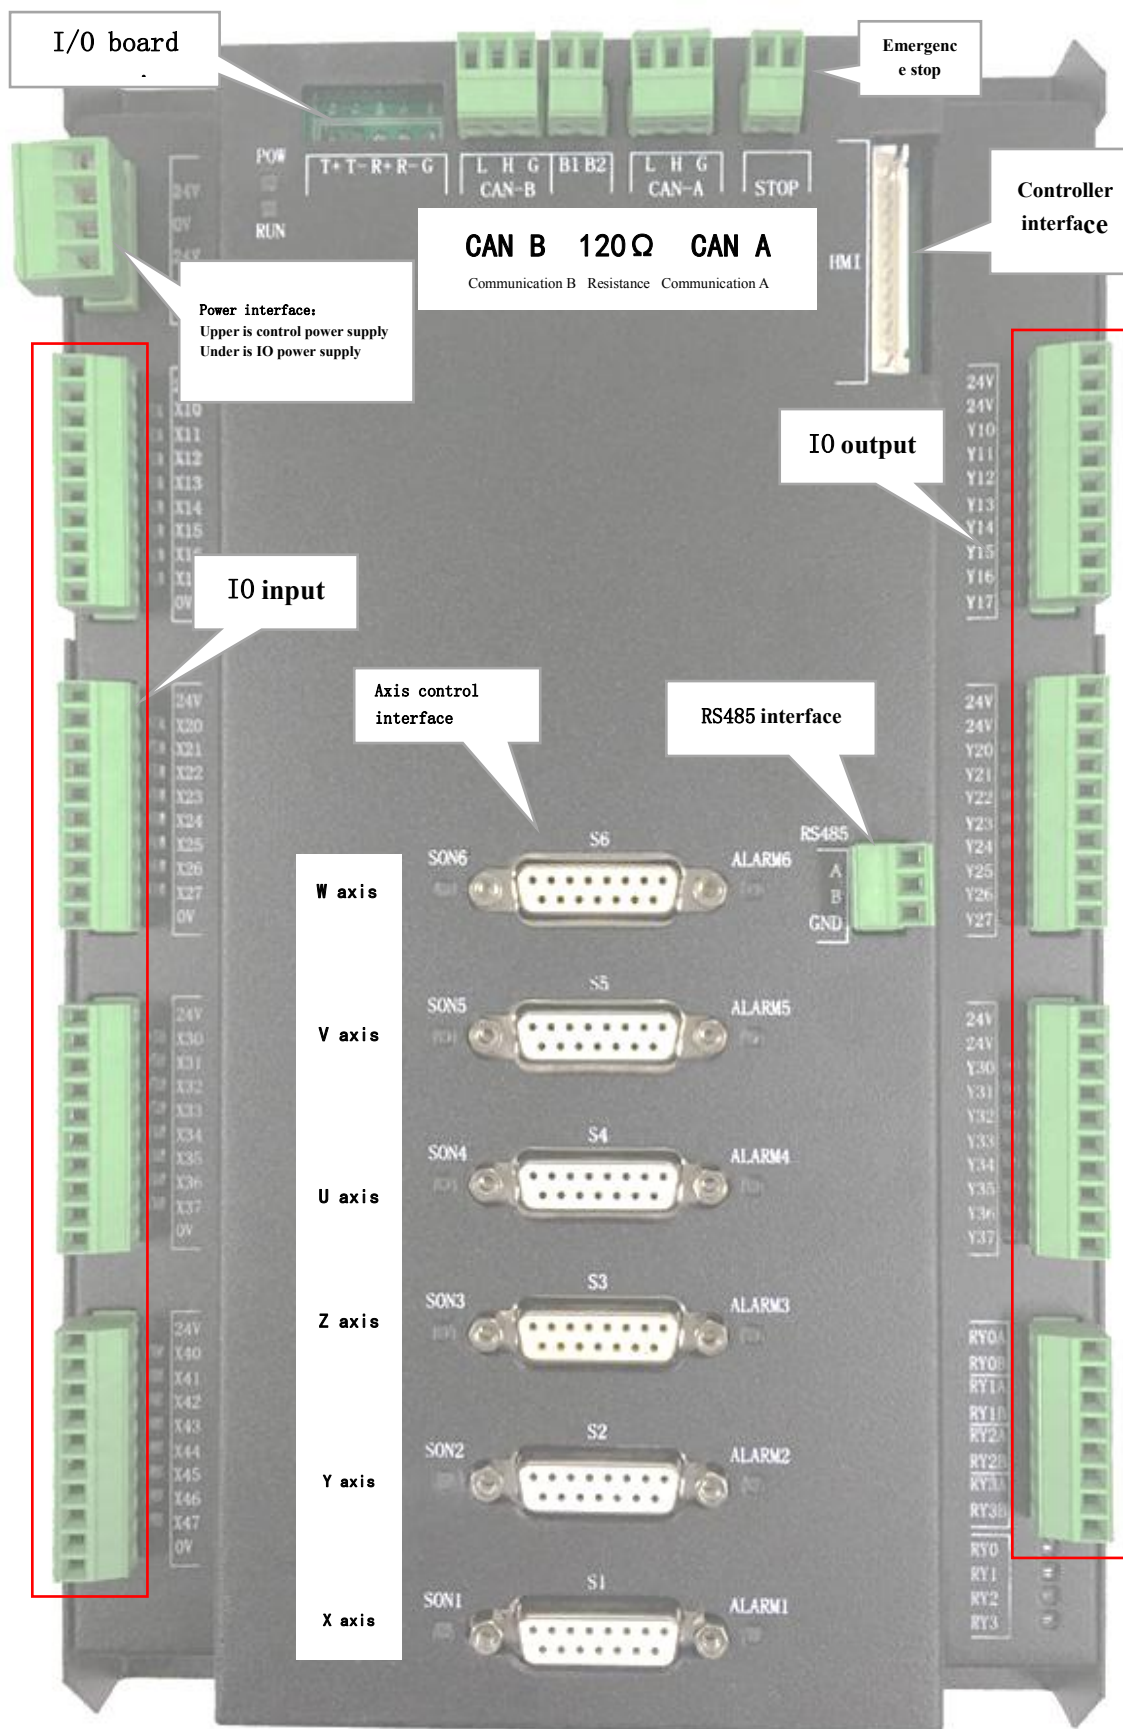 I/O board
Emergenc
e stop
POW
RUN
T+ T- R+ R- G
L H G
CAN-B
B1 B2
L H G
CAN-A
STOP
24V
0V
24V
Controller
interface
HMI
CAN B 120Ω CAN A
Communication B Resistance Communication A
Power interface:
Upper is control power supply
Under is IO power supply
X10
X11
X12
X13
X14
X15
0V
24V
24V
Y10
Y11
Y12
Y13
Y14
Y15
Y16
Y17
IO output
IO input
24V
X20
X21
X22
X23
X24
X25
X26
X27
0V
24V
24V
Y20
Y21
Y22
Y23
Y24
Y25
Y26
Y27
Axis control
interface
RS485 interface
RS485
A
B
GND
W axis
SON6
S6
ALARM6
V axis
SON5
S5
ALARM5
U axis
SON4
S4
ALARM4
Z axis
SON3
S3
ALARM3
Y axis
SON2
S2
ALARM2
X axis
SON1
S1
ALARM1
24V
X30
X31
X32
X33
X34
X35
X36
X37
0V
24V
24V
Y30
Y31
Y32
Y33
Y34
Y35
Y36
Y37
24V
X40
X41
X42
X43
X44
X45
X46
X47
0V
RY0A
RY0B
RY1A
RY1B
RY2A
RY2B
RY3A
RY3B
RY0
RY1
RY2
RY3